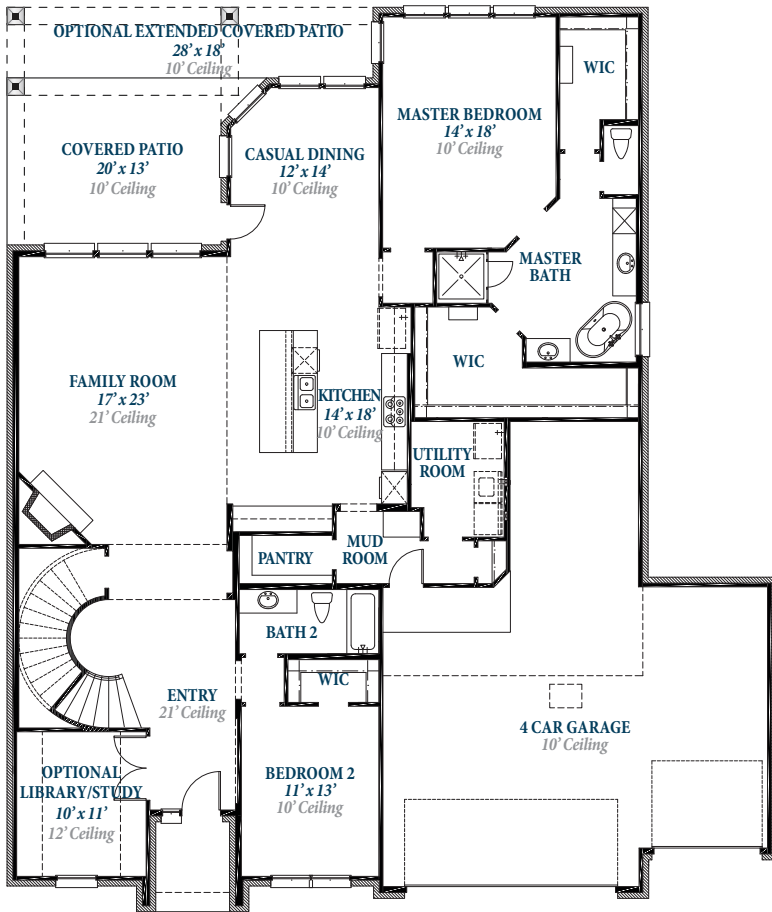 OPTIONAL EXTENDED COVERED PATIO
28’ x 18’
10’ Ceiling
WIC
MASTER BEDROOM
14’ x 18’
10’ Ceiling
COVERED PATIO
20’ x 13’
10’ Ceiling
CASUAL DINING
12’ x 14’
10’ Ceiling
MASTER
BATH
WIC
FAMILY ROOM
17’ x 23’
21’ Ceiling
KITCHEN
14’ x 18’
10’ Ceiling
UTILITY
ROOM
MUD
ROOM
PANTRY
BATH 2
WIC
ENTRY
21’ Ceiling
4 CAR GARAGE
10’ Ceiling
OPTIONAL
LIBRARY/STUDY
10’ x 11’
12’ Ceiling
BEDROOM 2
11’ x 13’
10’ Ceiling